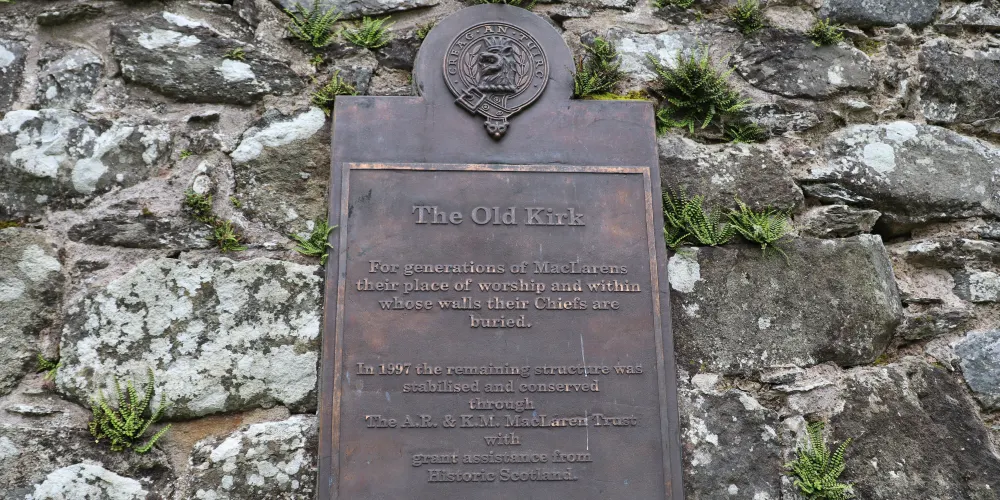 CREAG AN TUIRC
The Old Kirk
For generations of MacLarens
their place of worship and within
whose walls their Chiefs are
buried.
In 1997 the remaining structure was
stabilised and conserved
through
The A.R. & K.M. MacLaren Trust
with
grant assistance from
Historic Scotland.